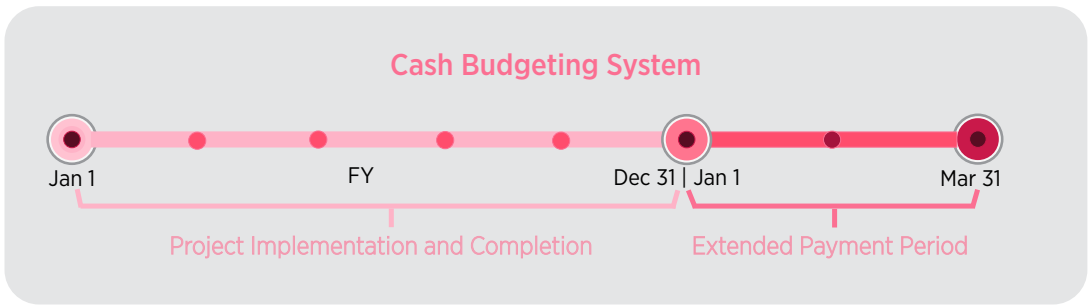 Cash Budgeting System
Jan 1 FY Dec 31 | Jan 1 Mar 31
Project Implementation and Completion Extended Payment Period